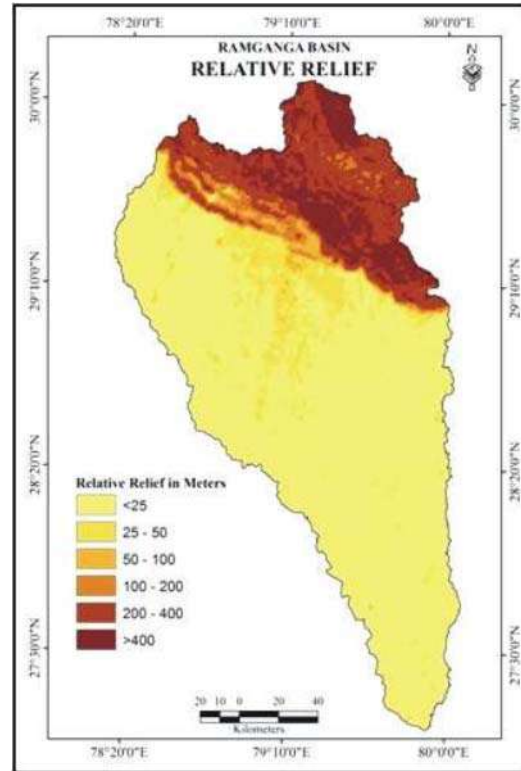 78°20'0"E 79°10'0"E 80°0'0"E
RAMGANGA BASIN
RELATIVE RELIEF
N
30°0'0"N 30°0'0"N
29°10'0"N 29°10'0"N
28°20'0"N 28°20'0"N
27°30'0"N 27°30'0"N
Relative Relief in Meters
<25
25 - 50
50 - 100
100 - 200
200 - 400
>400
20 10 0 20 40
Kilometers
78°20'0"E 79°10'0"E 80°0'0"E